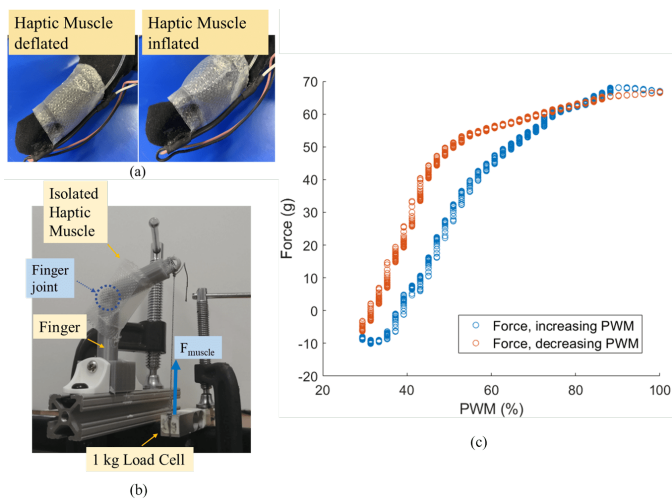 Haptic Muscle
deflated
Haptic Muscle
inflated
(a)
Isolated
Haptic
Muscle
Finger
joint
Finger
Fmuscle
1 kg Load Cell
(b)
70
60
50
40
30
20
10
0
-10
-20
Force (g)
20
40
60
80
100
PWM (%)
Force, increasing PWM
Force, decreasing PWM
(c)